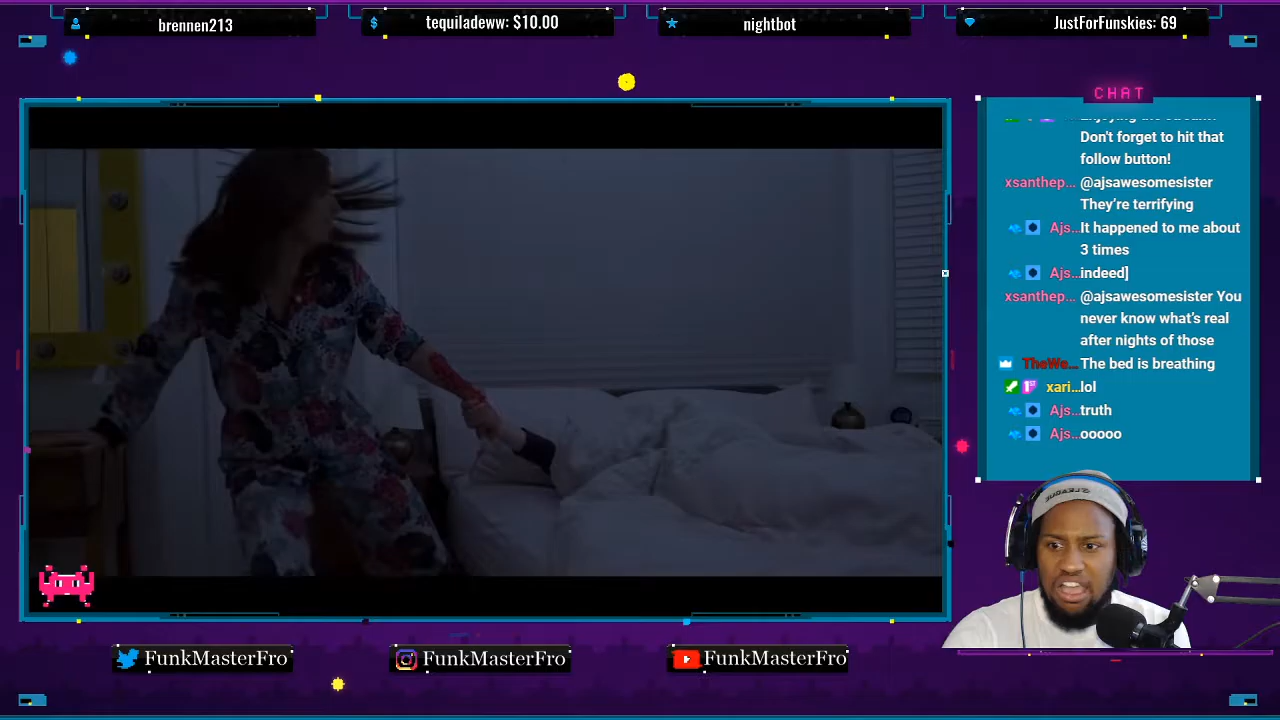 brennen213
tequiladeww: $10.00
nightbot
JustForFunskies: 69
CHAT
Don't forget to hit that
follow button!
xsanthep... @ajsawesomesister
They're terrifying
Ajs... It happened to me about
3 times
Ajs... indeed]
xsanthep... @ajsawesomesister You
never know what's real
after nights of those
TheWe... The bed is breathing
xari... lol
Ajs... truth
Ajs... ooooo
FunkMasterFro
FunkMasterFro
FunkMasterFro